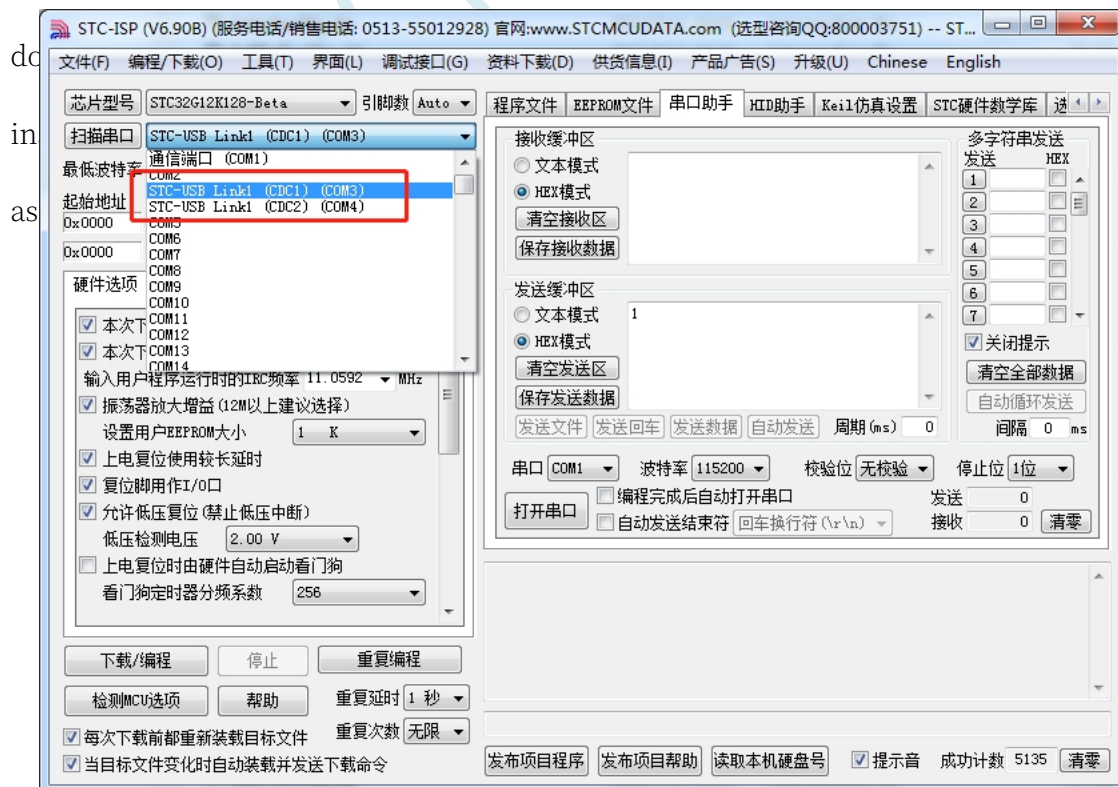 STC-ISP (V6.90B) (服务电话/销售电话: 0513-55012928) 官网:www.STCMCUDATA.com (选型咨询QQ:800003751) -- ST...
do
文件(F) 编程/下载(O) 工具(T) 界面(L) 调试接口(G) 资料下载(D) 供货信息(I) 产品广告(S) 升级(U) Chinese English
芯片型号 STC32G12K128-Beta 引脚数 Auto
in
扫描串口 STC-USB Link1 (CDC1) (COM3)
最低波特率
通信端口 (COM1)
COM2
STC-USB Link1 (CDC1) (COM3)
STC-USB Link1 (CDC2) (COM4)
as
起始地址
0x0000
0x0000
COM5
COM6
COM7
COM8
COM9
COM10
COM11
COM12
COM13
COM14
硬件选项
本次下
本次下
输入用户程序运行时的IRC频率 11.0592 MHz
振荡器放大增益(12M以上建议选择)
设置用户EEPROM大小 1 K
上电复位使用较长延时
复位脚用作I/O口
允许低压复位(禁止低压中断)
低压检测电压 2.00 V
上电复位时由硬件自动启动看门狗
看门狗定时器分频系数 256
下载/编程 停止 重复编程
检测MCU选项 帮助 重复延时 1 秒
每次下载前都重新装载目标文件 重复次数 无限
当目标文件变化时自动装载并发送下载命令
程序文件 EEPROM文件 串口助手 HID助手 Keil仿真设置 STC硬件数学库 选
接收缓冲区
文本模式
HEX模式
清空接收区
保存接收数据
发送缓冲区
文本模式 1
HEX模式
清空发送区
保存发送数据
发送文件 发送回车 发送数据 自动发送 周期(ms) 0
多字符串发送
发送 HEX
1
2
3
4
5
6
7
关闭提示
清空全部数据
自动循环发送
间隔 0 ms
串口 COM1 波特率 115200 校验位 无校验 停止位 1位
打开串口 编程完成后自动打开串口 发送 0
自动发送结束符 回车换行符(\r\n) 接收 0 清零
发布项目程序 发布项目帮助 读取本机硬盘号 提示音 成功计数 5135 清零